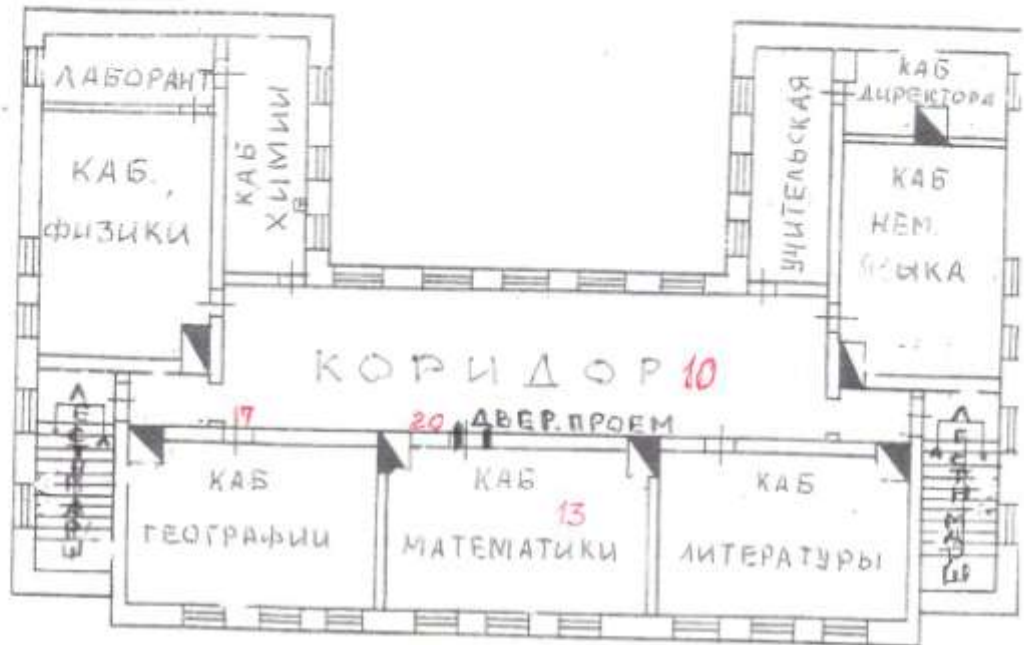 ЛАБОРАНТ
КАБ
ХИМИИ
УЧИТЕЛЬСКАЯ
КАБ
ДИРЕКТОРА
КАБ.
ФИЗИКИ
КАБ
НЕМ.
ЯЗЫКА
КОРИДОР 10
17
20
ДВЕР. ПРОЕМ
ЛЕСТНИЦА
КАБ
ГЕОГРАФИИ
КАБ
13
МАТЕМАТИКИ
КАБ
ЛИТЕРАТУРЫ